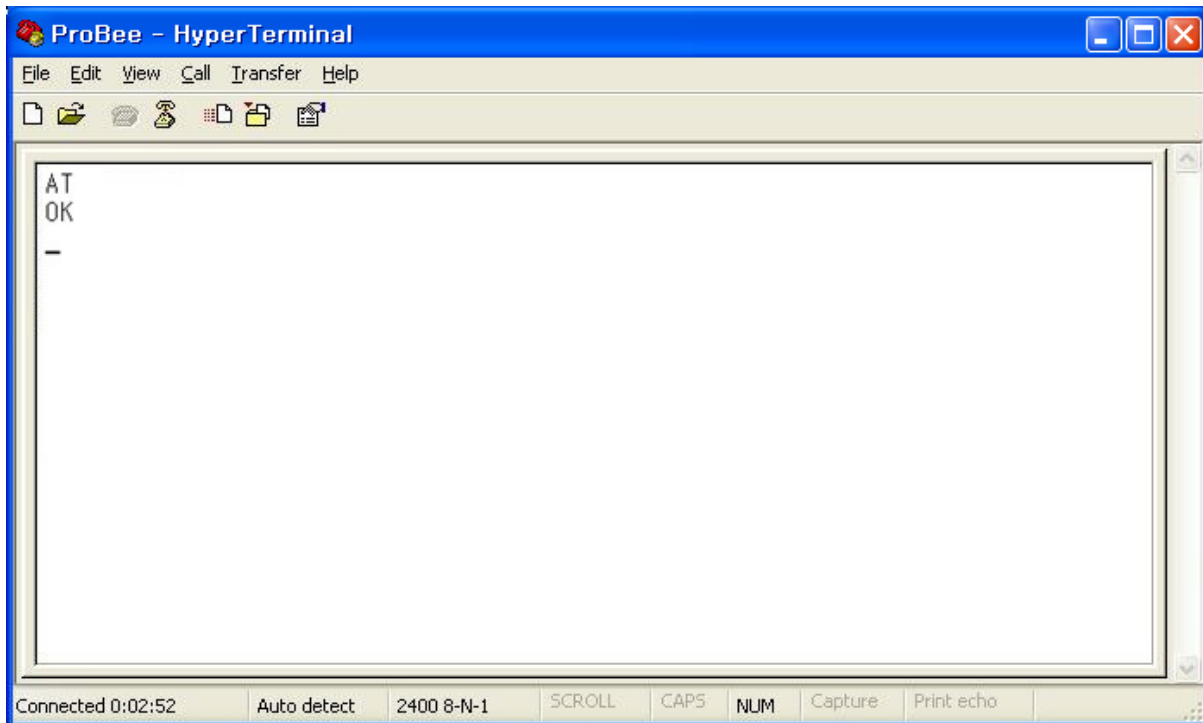 ProBee - HyperTerminal
File Edit View Call Transfer Help
AT
OK
_
Connected 0:02:52 Auto detect 2400 8-N-1 SCROLL CAPS NUM Capture Print echo